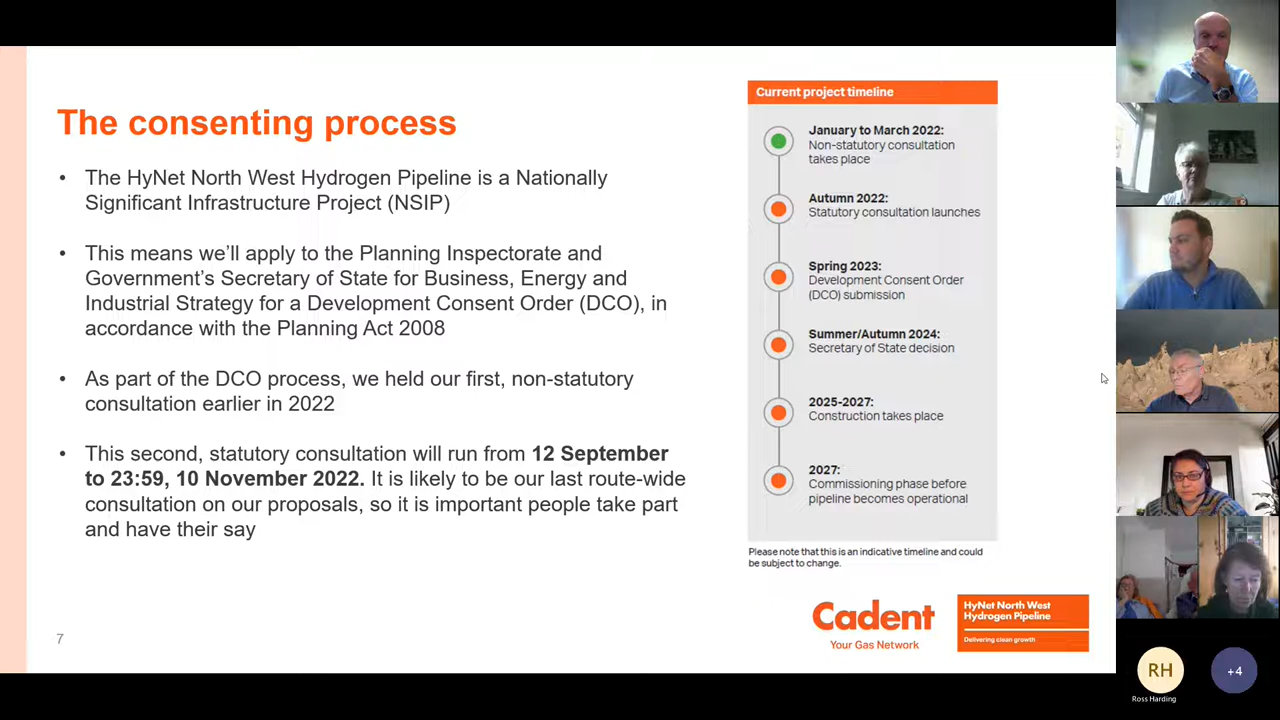 The consenting process
• The HyNet North West Hydrogen Pipeline is a Nationally
Significant Infrastructure Project (NSIP)
• This means we’ll apply to the Planning Inspectorate and
Government’s Secretary of State for Business, Energy and
Industrial Strategy for a Development Consent Order (DCO), in
accordance with the Planning Act 2008
• As part of the DCO process, we held our first, non-statutory
consultation earlier in 2022
• This second, statutory consultation will run from 12 September
to 23:59, 10 November 2022. It is likely to be our last route-wide
consultation on our proposals, so it is important people take part
and have their say
7
Current project timeline
January to March 2022:
Non-statutory consultation
takes place
Autumn 2022:
Statutory consultation launches
Spring 2023:
Development Consent Order
(DCO) submission
Summer/Autumn 2024:
Secretary of State decision
2025-2027:
Construction takes place
2027:
Commissioning phase before
pipeline becomes operational
Please note that this is an indicative timeline and could
be subject to change.
Cadent
Your Gas Network
HyNet North West
Hydrogen Pipeline
Delivering clean growth
RH
Ross Harding
+4